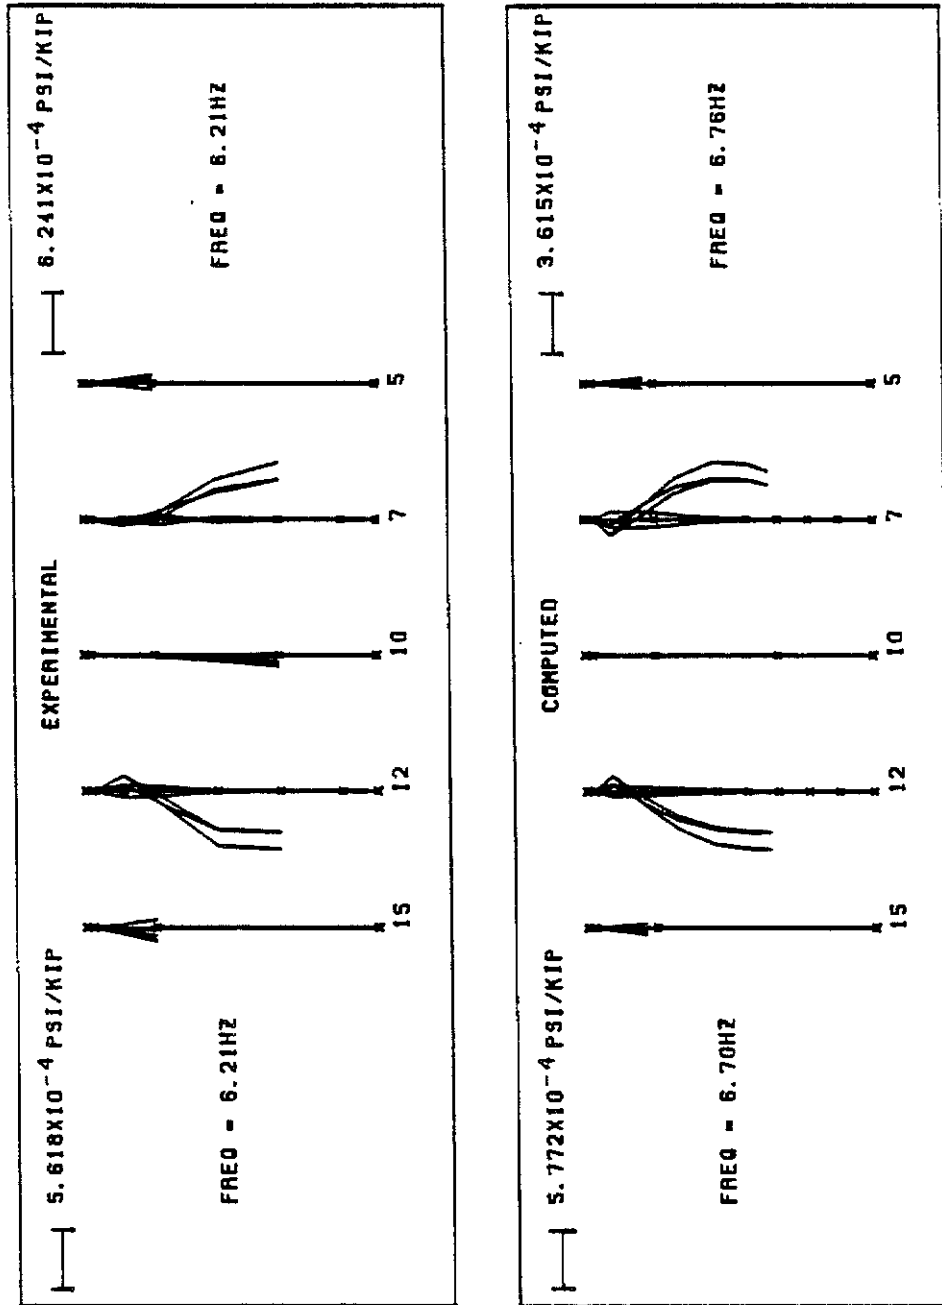 5.618X10⁻⁴ PSI/KIP
EXPERIMENTAL
6.241X10⁻⁴ PSI/KIP
FREQ = 6.21HZ
FREQ = 6.21HZ
15 12 10 7 5
5.772X10⁻⁴ PSI/KIP
COMPUTED
3.615X10⁻⁴ PSI/KIP
FREQ = 6.70HZ
FREQ = 6.76HZ
15 12 10 7 5